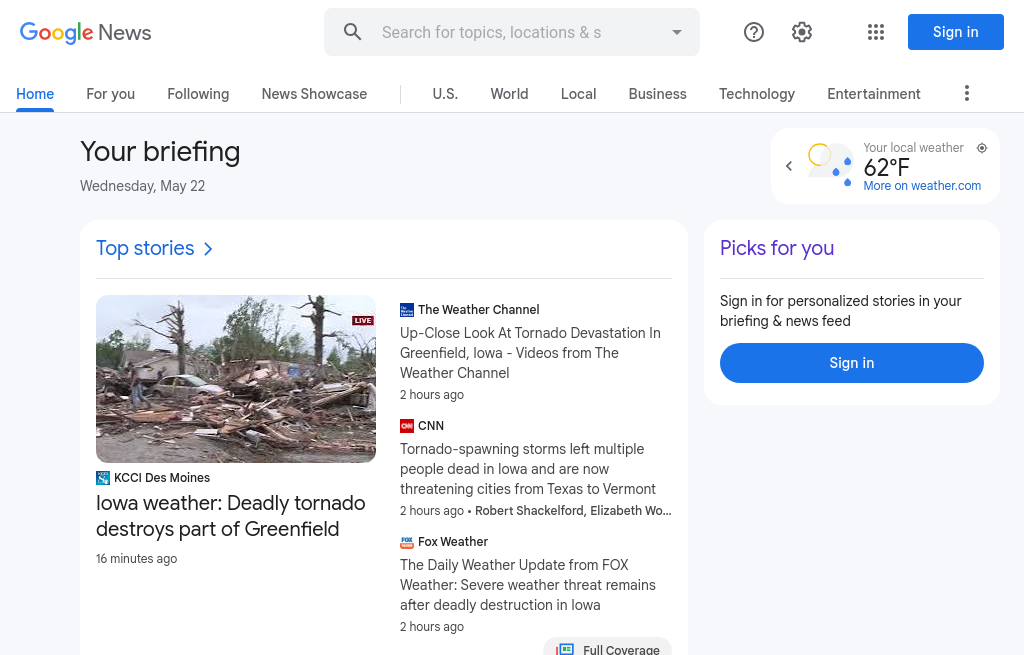 Google News
Search for topics, locations & s
Sign in
Home
For you
Following
News Showcase
U.S.
World
Local
Business
Technology
Entertainment
Your briefing
Wednesday, May 22
Your local weather
62°F
More on weather.com
Top stories
LIVE
KCCI Des Moines
Iowa weather: Deadly tornado
destroys part of Greenfield
16 minutes ago
The Weather Channel
Up-Close Look At Tornado Devastation In
Greenfield, Iowa - Videos from The
Weather Channel
2 hours ago
CNN
CNN
Tornado-spawning storms left multiple
people dead in Iowa and are now
threatening cities from Texas to Vermont
2 hours ago • Robert Shackelford, Elizabeth Wo...
Fox Weather
The Daily Weather Update from FOX
Weather: Severe weather threat remains
after deadly destruction in Iowa
2 hours ago
Full Coverage
Picks for you
Sign in for personalized stories in your
briefing & news feed
Sign in